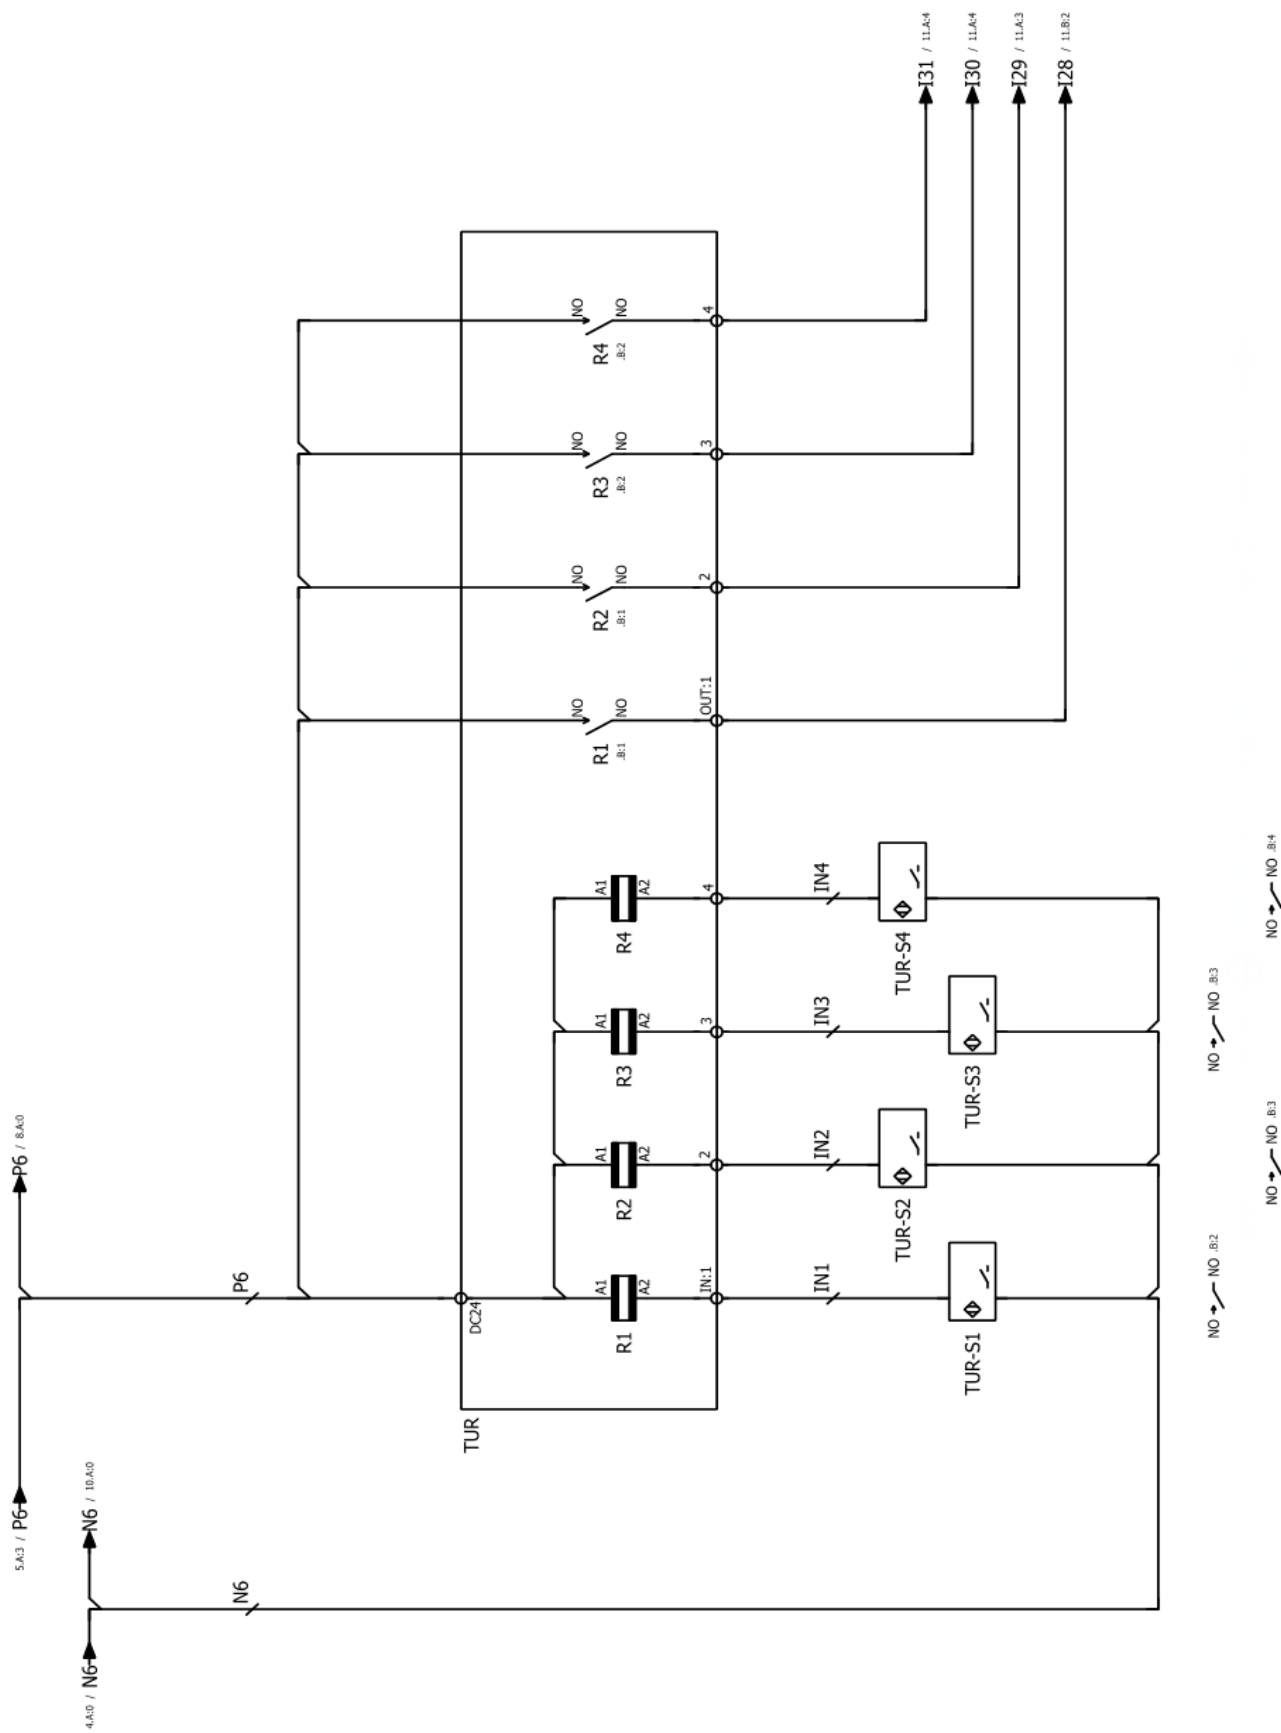 5.A:3 / P6
P6 / 8.A:0
4.A:0 / N6
N6 / 10.A:0
N6
P6
TUR
DC24
R1
A1
A2
R2
A1
A2
R3
A1
A2
R4
A1
A2
IN:1
2
3
4
R1
.B:1
NO
NO
R2
.B:1
NO
NO
R3
.B:2
NO
NO
R4
.B:2
NO
NO
OUT:1
2
3
4
IN1
IN2
IN3
IN4
TUR-S1
TUR-S2
TUR-S3
TUR-S4
I31 / 11.A:4
I30 / 11.A:4
I29 / 11.A:3
I28 / 11.B:2
NO NO .B:2
NO NO .B:3
NO NO .B:3
NO NO .B:4